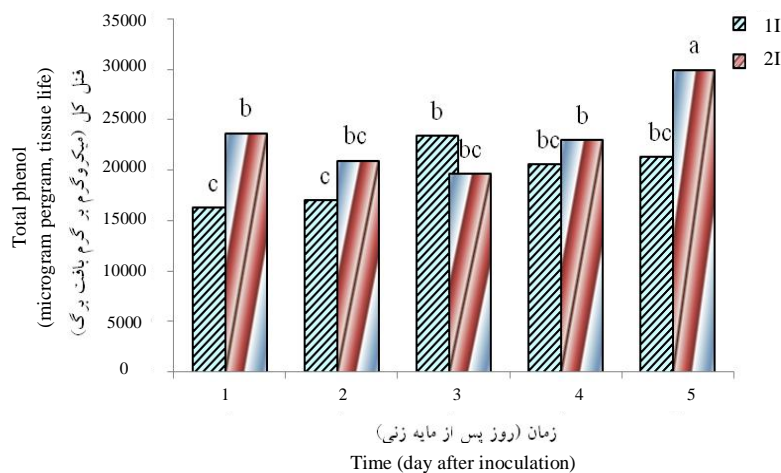 Total phenol
(microgram pergram, tissue life)
فنل کل (میکروگرم بر گرم بافت برگ)
35000
30000
25000
20000
15000
10000
5000
0
c
b
c
bc
b
bc
bc
b
bc
a
1I
2I
1
2
3
4
5
زمان (روز پس از مایه زنی)
Time (day after inoculation)